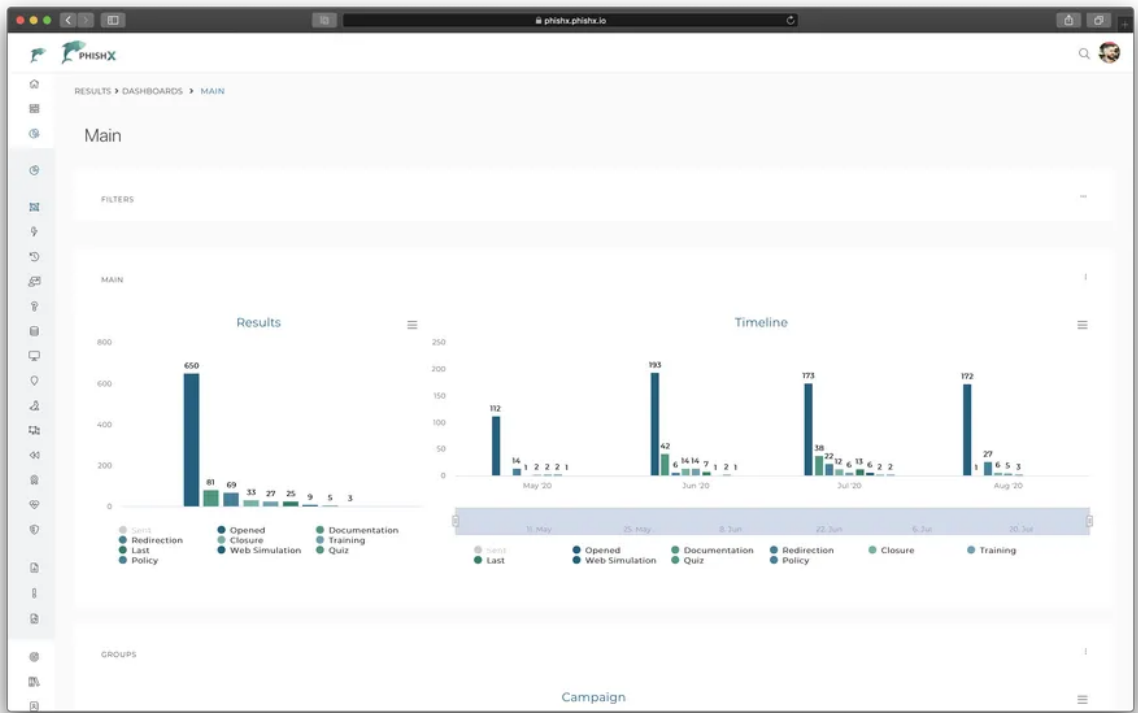 phishx.phishx.io
PHISHX
RESULTS > DASHBOARDS > MAIN
Main
FILTERS
MAIN
Results
800
600
400
200
0
650
81
69
33
27
25
9
5
3
Sent
Opened
Documentation
Redirection
Closure
Training
Last
Web Simulation
Quiz
Policy
Timeline
250
200
150
100
50
0
112
14
1
2
2
2
1
193
42
6
14
14
7
1
2
1
173
38
22
12
6
13
6
2
2
172
1
27
6
5
3
May '20
Jun '20
Jul '20
Aug '20
11. May
25. May
8. Jun
22. Jun
6. Jul
20. Jul
Sent
Opened
Documentation
Redirection
Closure
Training
Last
Web Simulation
Quiz
Policy
GROUPS
Campaign